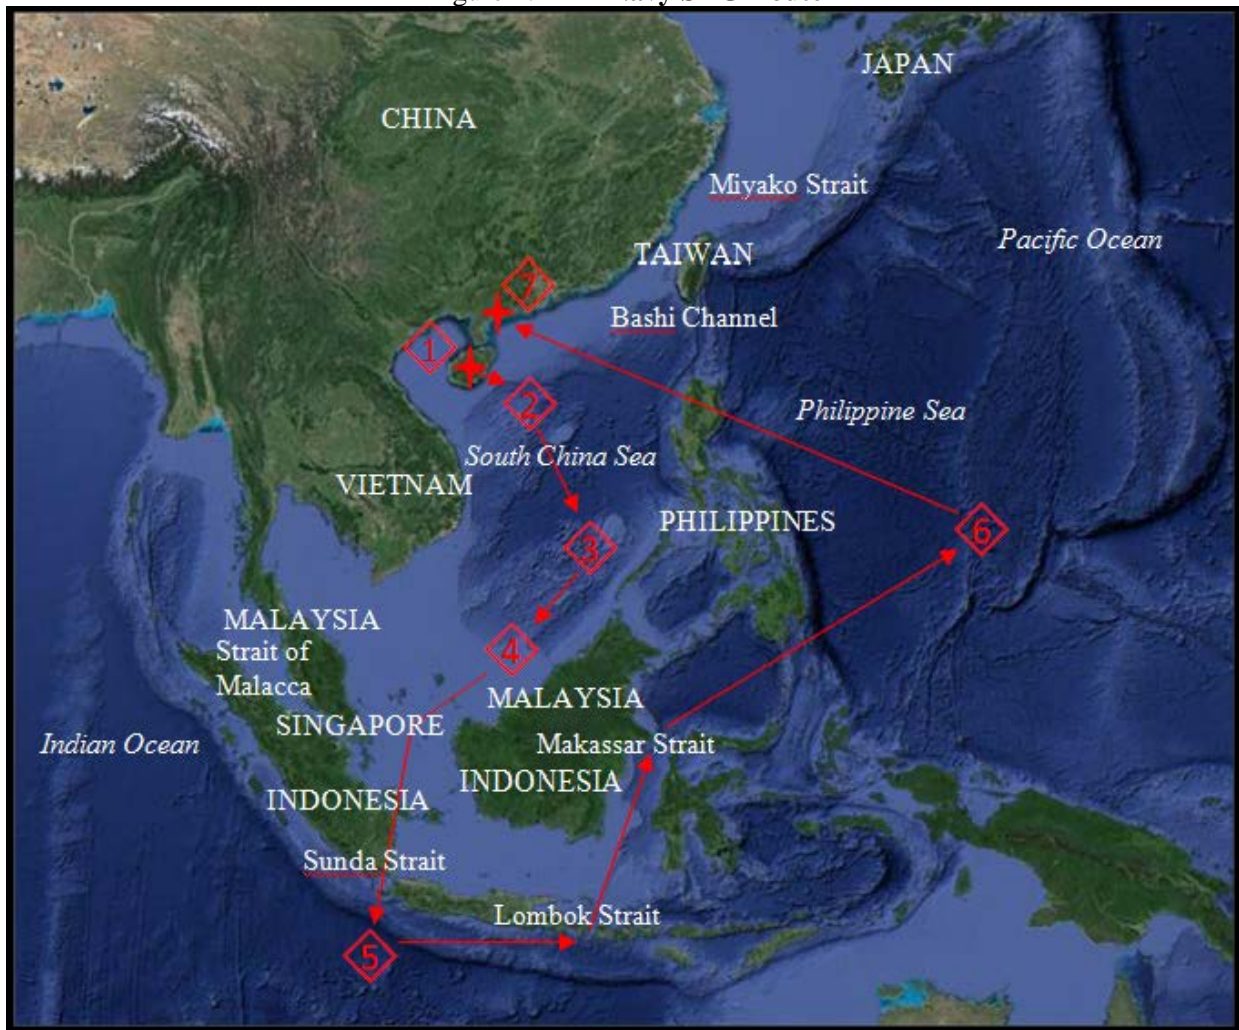 JAPAN
CHINA
Miyako Strait
Pacific Ocean
TAIWAN
7
Bashi Channel
1
2
Philippine Sea
South China Sea
VIETNAM
PHILIPPINES
6
3
MALAYSIA
Strait of
Malacca
4
MALAYSIA
SINGAPORE
Makassar Strait
Indian Ocean
INDONESIA
INDONESIA
Sunda Strait
Lombok Strait
5